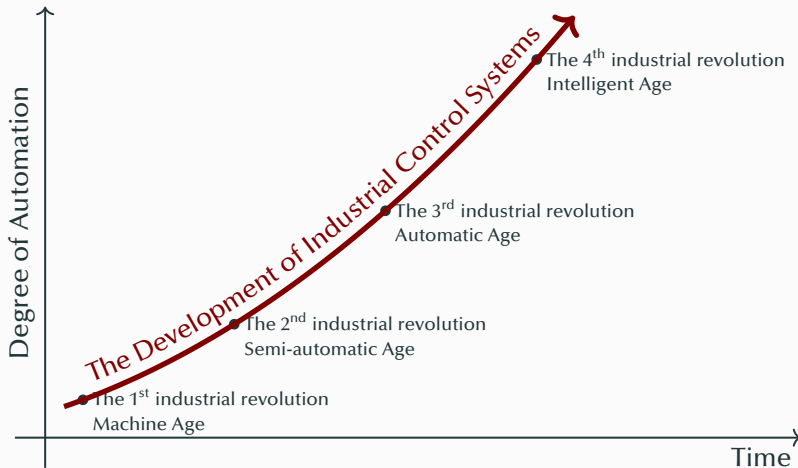 Degree of Automation
The Development of Industrial Control Systems
The 4th industrial revolution
Intelligent Age
The 3rd industrial revolution
Automatic Age
The 2nd industrial revolution
Semi-automatic Age
The 1st industrial revolution
Machine Age
Time